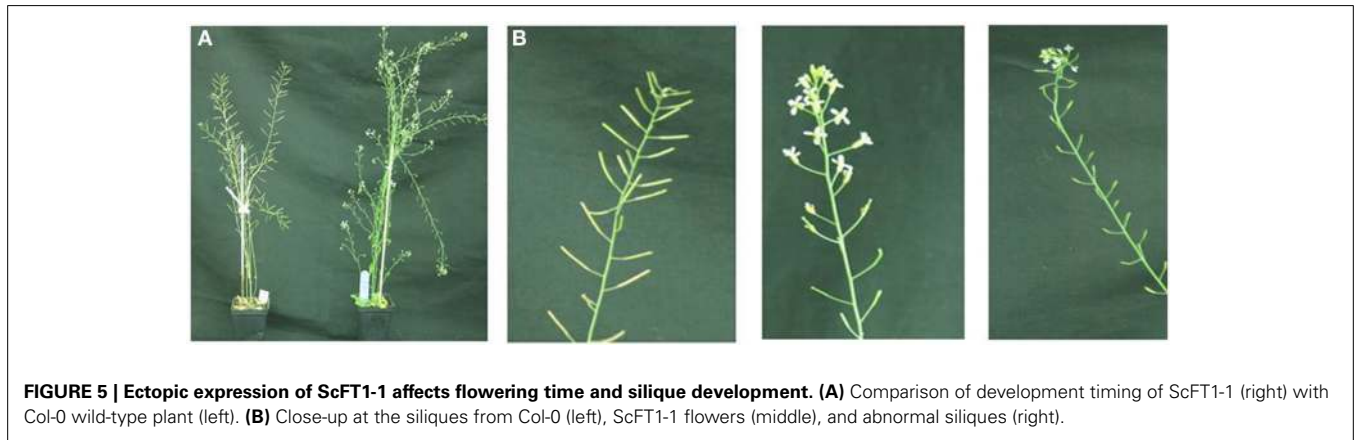 A
B
FIGURE 5 | Ectopic expression of ScFT1-1 affects flowering time and silique development. (A) Comparison of development timing of ScFT1-1 (right) with
Col-0 wild-type plant (left). (B) Close-up at the siliques from Col-0 (left), ScFT1-1 flowers (middle), and abnormal siliques (right).